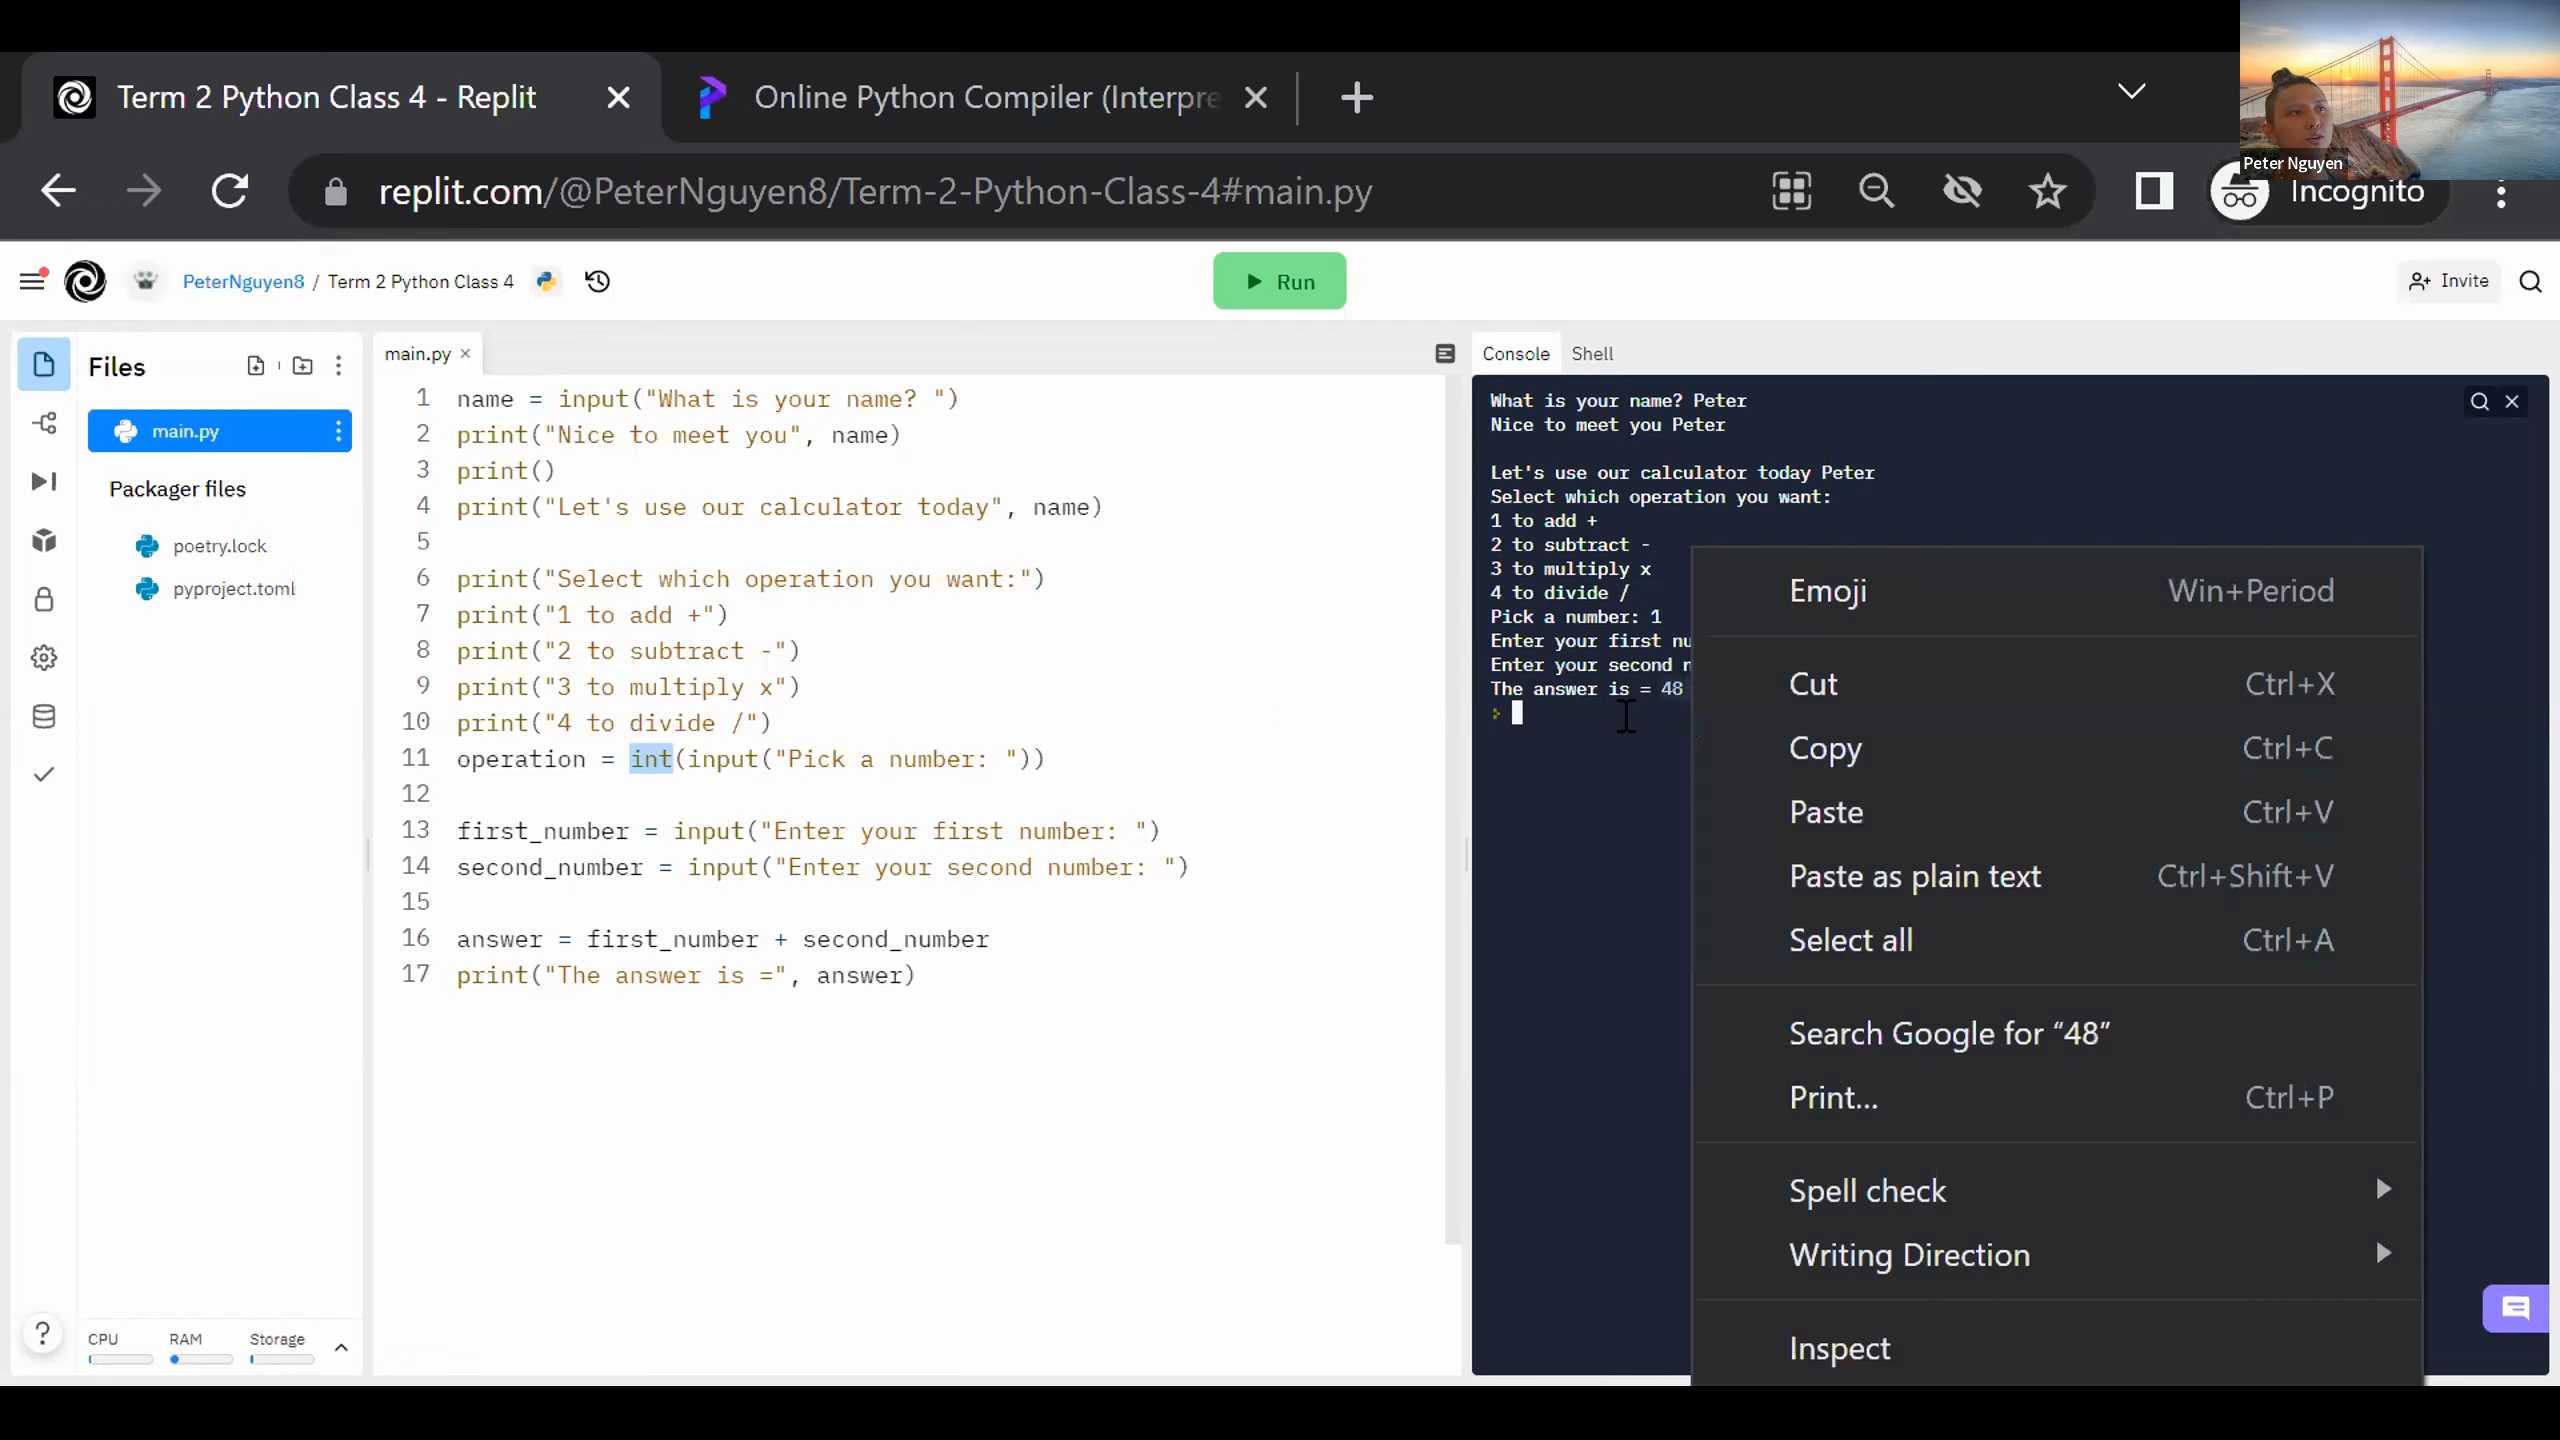 Term 2 Python Class 4 - Replit
Online Python Compiler (Interpre
Peter Nguyen
replit.com/@PeterNguyen8/Term-2-Python-Class-4#main.py
Incognito
PeterNguyen8 / Term 2 Python Class 4
Run
Invite
Files
main.py
Packager files
poetry.lock
pyproject.toml
CPU
RAM
Storage
main.py
1 name = input("What is your name? ")
2 print("Nice to meet you", name)
3 print()
4 print("Let's use our calculator today", name)
5
6 print("Select which operation you want:")
7 print("1 to add +")
8 print("2 to subtract -")
9 print("3 to multiply x")
10 print("4 to divide /")
11 operation = int(input("Pick a number: "))
12
13 first_number = input("Enter your first number: ")
14 second_number = input("Enter your second number: ")
15
16 answer = first_number + second_number
17 print("The answer is =", answer)
Console
Shell
What is your name? Peter
Nice to meet you Peter
Let's use our calculator today Peter
Select which operation you want:
1 to add +
2 to subtract -
3 to multiply x
4 to divide /
Pick a number: 1
Enter your first nu
Enter your second n
The answer is = 48
Emoji Win+Period
Cut Ctrl+X
Copy Ctrl+C
Paste Ctrl+V
Paste as plain text Ctrl+Shift+V
Select all Ctrl+A
Search Google for “48”
Print... Ctrl+P
Spell check
Writing Direction
Inspect